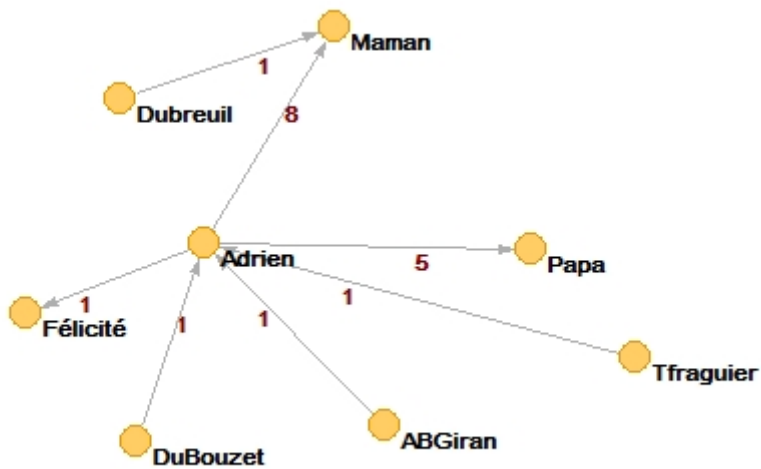 Maman
1
Dubreuil
8
Adrien
5
Papa
1
1
Félicité
1
1
Tfraguier
ABGiran
DuBouzet